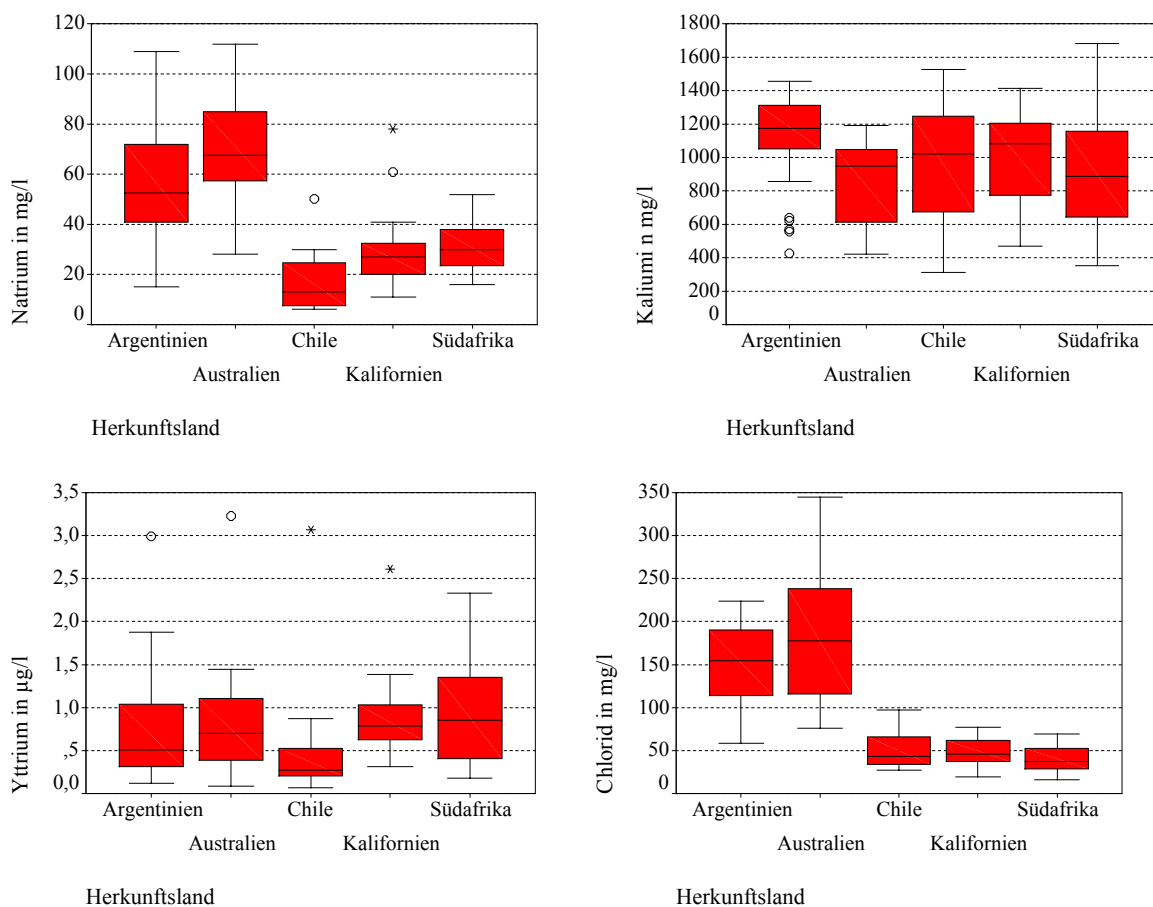 Natrium in mg/l
120
100
80
60
40
20
0
Argentinien
Chile
Südafrika
Australien
Kalifornien
Herkunftsland
Kaliumi n mg/l
1800
1600
1400
1200
1000
800
600
400
200
0
Argentinien
Chile
Südafrika
Australien
Kalifornien
Herkunftsland
Yttrium in µg/l
3,5
3,0
2,5
2,0
1,5
1,0
,5
0,0
Argentinien
Chile
Südafrika
Australien
Kalifornien
Herkunftsland
Chlorid in mg/l
350
300
250
200
150
100
50
0
Argentinien
Chile
Südafrika
Australien
Kalifornien
Herkunftsland